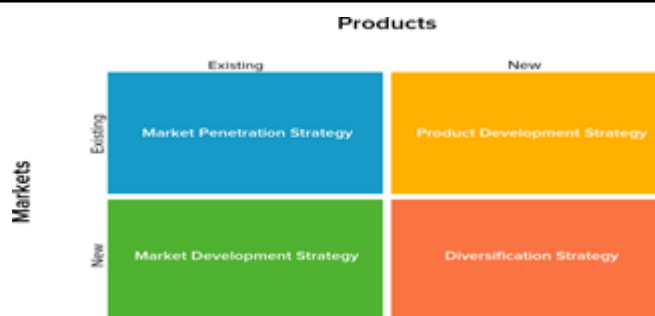 Products
Existing
New
Markets
Existing
Market Penetration Strategy
Product Development Strategy
New
Market Development Strategy
Diversification Strategy